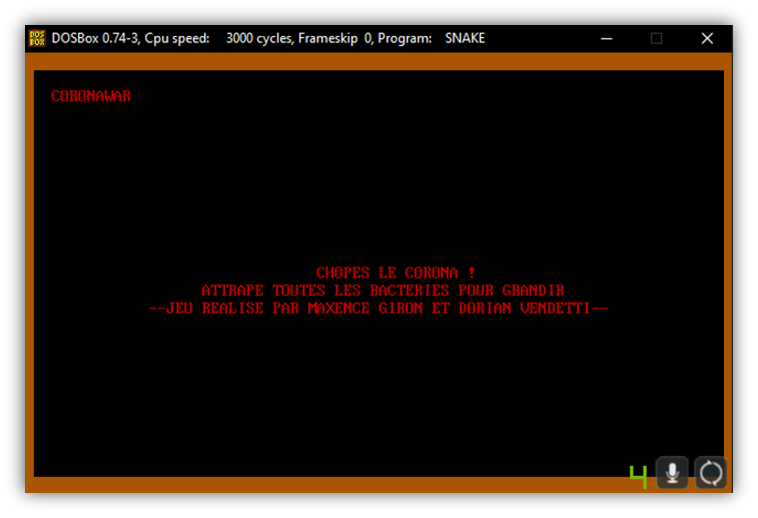 DOS
BOX
DOSBox 0.74-3, Cpu speed: 3000 cycles, Frameskip 0, Program: SNAKE
CORONAWAR
CHOPES LE CORONA !
ATTRAPE TOUTES LES BACTERIES POUR GRANDIR
--JEU REALISE PAR MAXENCE GIRON ET DORIAN VENDETTI--
4